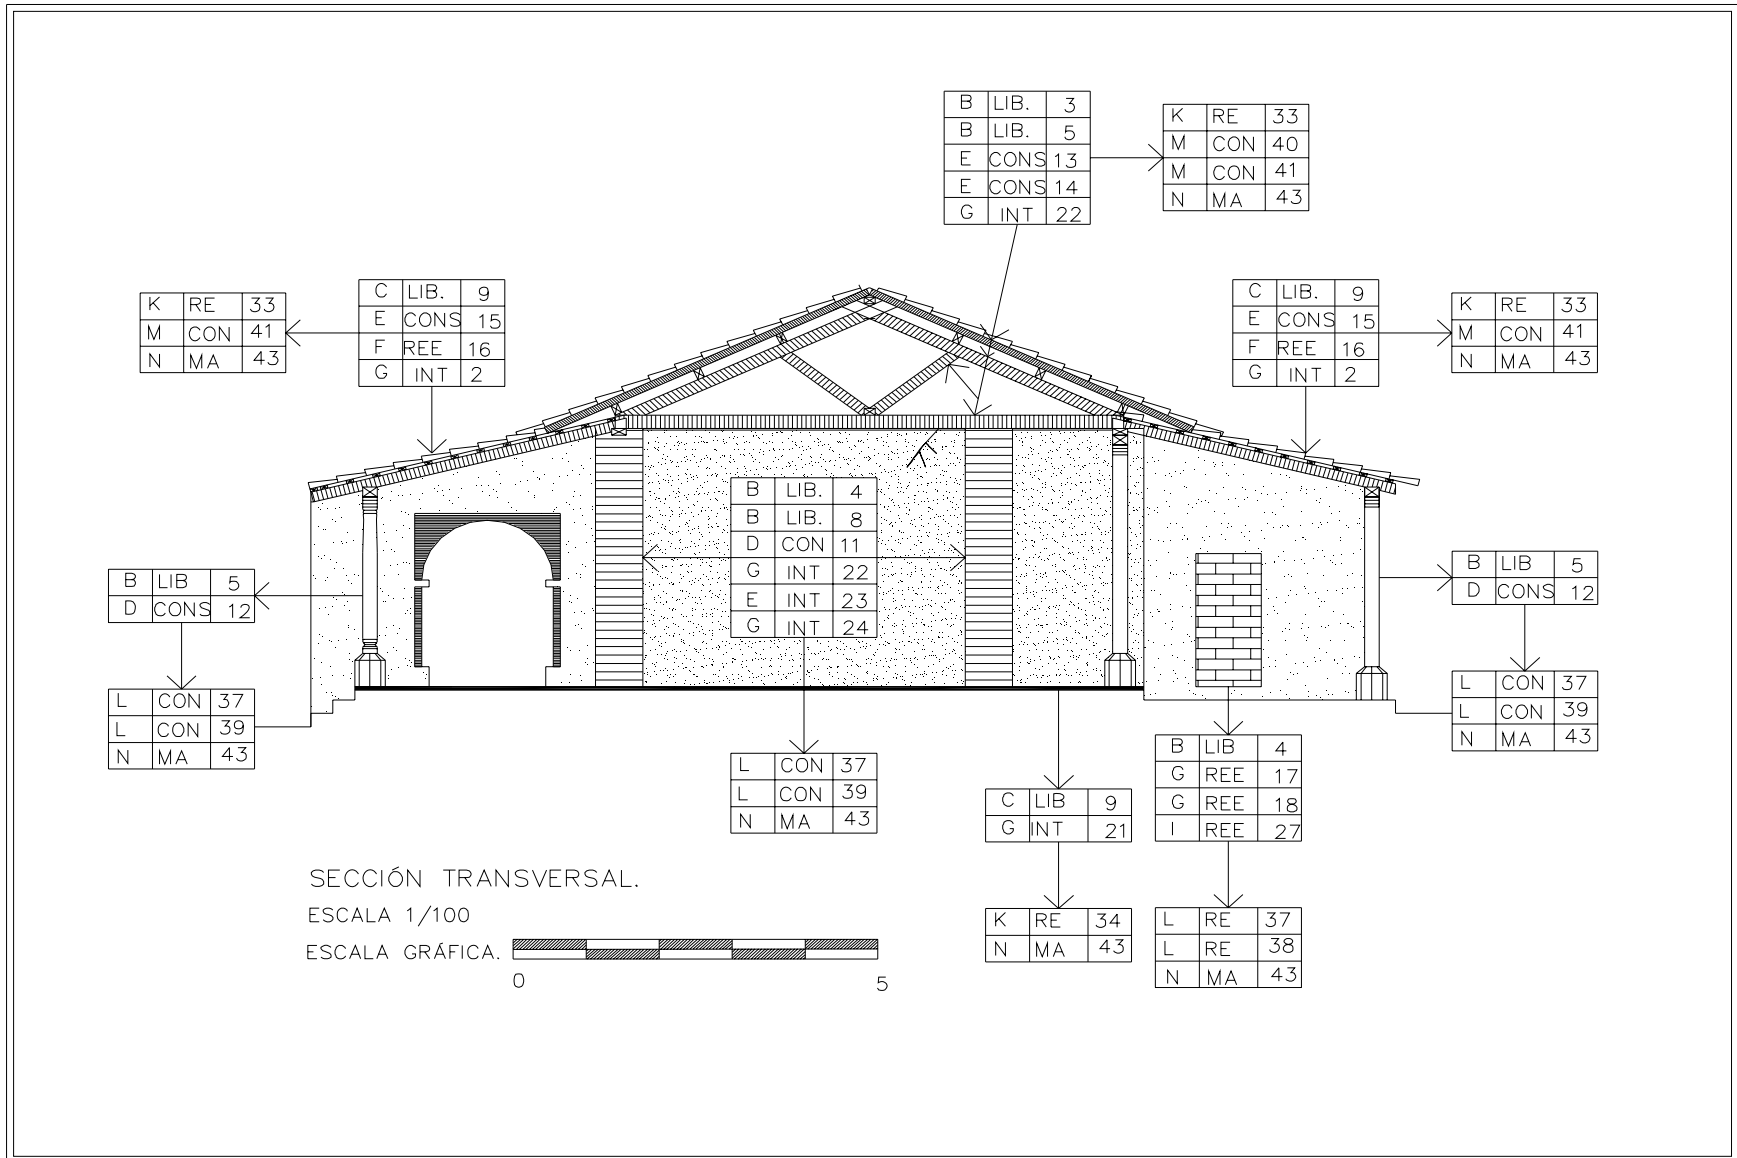 B LIB. 3
B LIB. 5
E CONS 13
E CONS 14
G INT 22
K RE 33
M CON 40
M CON 41
N MA 43
K RE 33
M CON 41
N MA 43
C LIB. 9
E CONS 15
F REE 16
G INT 2
C LIB. 9
E CONS 15
F REE 16
G INT 2
K RE 33
M CON 41
N MA 43
B LIB. 4
B LIB. 8
D CON 11
G INT 22
E INT 23
G INT 24
B LIB 5
D CONS 12
B LIB 5
D CONS 12
L CON 37
L CON 39
N MA 43
L CON 37
L CON 39
N MA 43
L CON 37
L CON 39
N MA 43
C LIB 9
G INT 21
B LIB 4
G REE 17
G REE 18
I REE 27
K RE 34
N MA 43
L RE 37
L RE 38
N MA 43
SECCIÓN TRANSVERSAL.
ESCALA 1/100
ESCALA GRÁFICA.
0 5